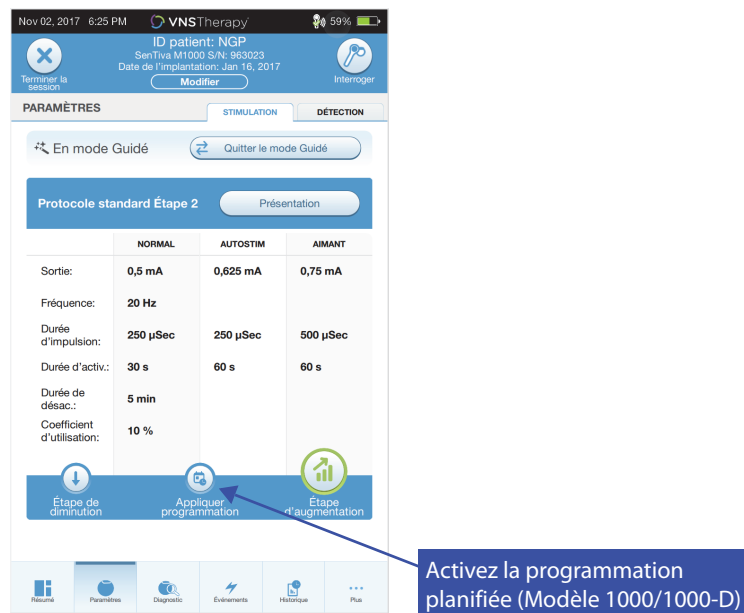 Nov 02, 2017 6:25 PM VNSTherapy 59%
ID patient: NGP
SenTiva M1000 S/N: 963023
Date de l'implantation: Jan 16, 2017
Modifier
Terminer la
session
Interroger
PARAMÈTRES STIMULATION DÉTECTION
En mode Guidé Quitter le mode Guidé
Protocole standard Étape 2 Présentation
NORMAL AUTOSTIM AIMANT
Sortie: 0,5 mA 0,625 mA 0,75 mA
Fréquence: 20 Hz
Durée
d'impulsion: 250 µSec 250 µSec 500 µSec
Durée d'activ.: 30 s 60 s 60 s
Durée de
désac.: 5 min
Coefficient
d'utilisation: 10 %
Étape de
diminution
Appliquer
programmation
Étape
d'augmentation
Activez la programmation
planifiée (Modèle 1000/1000-D)
Résumé Paramètres Diagnostic Événements Historique Plus